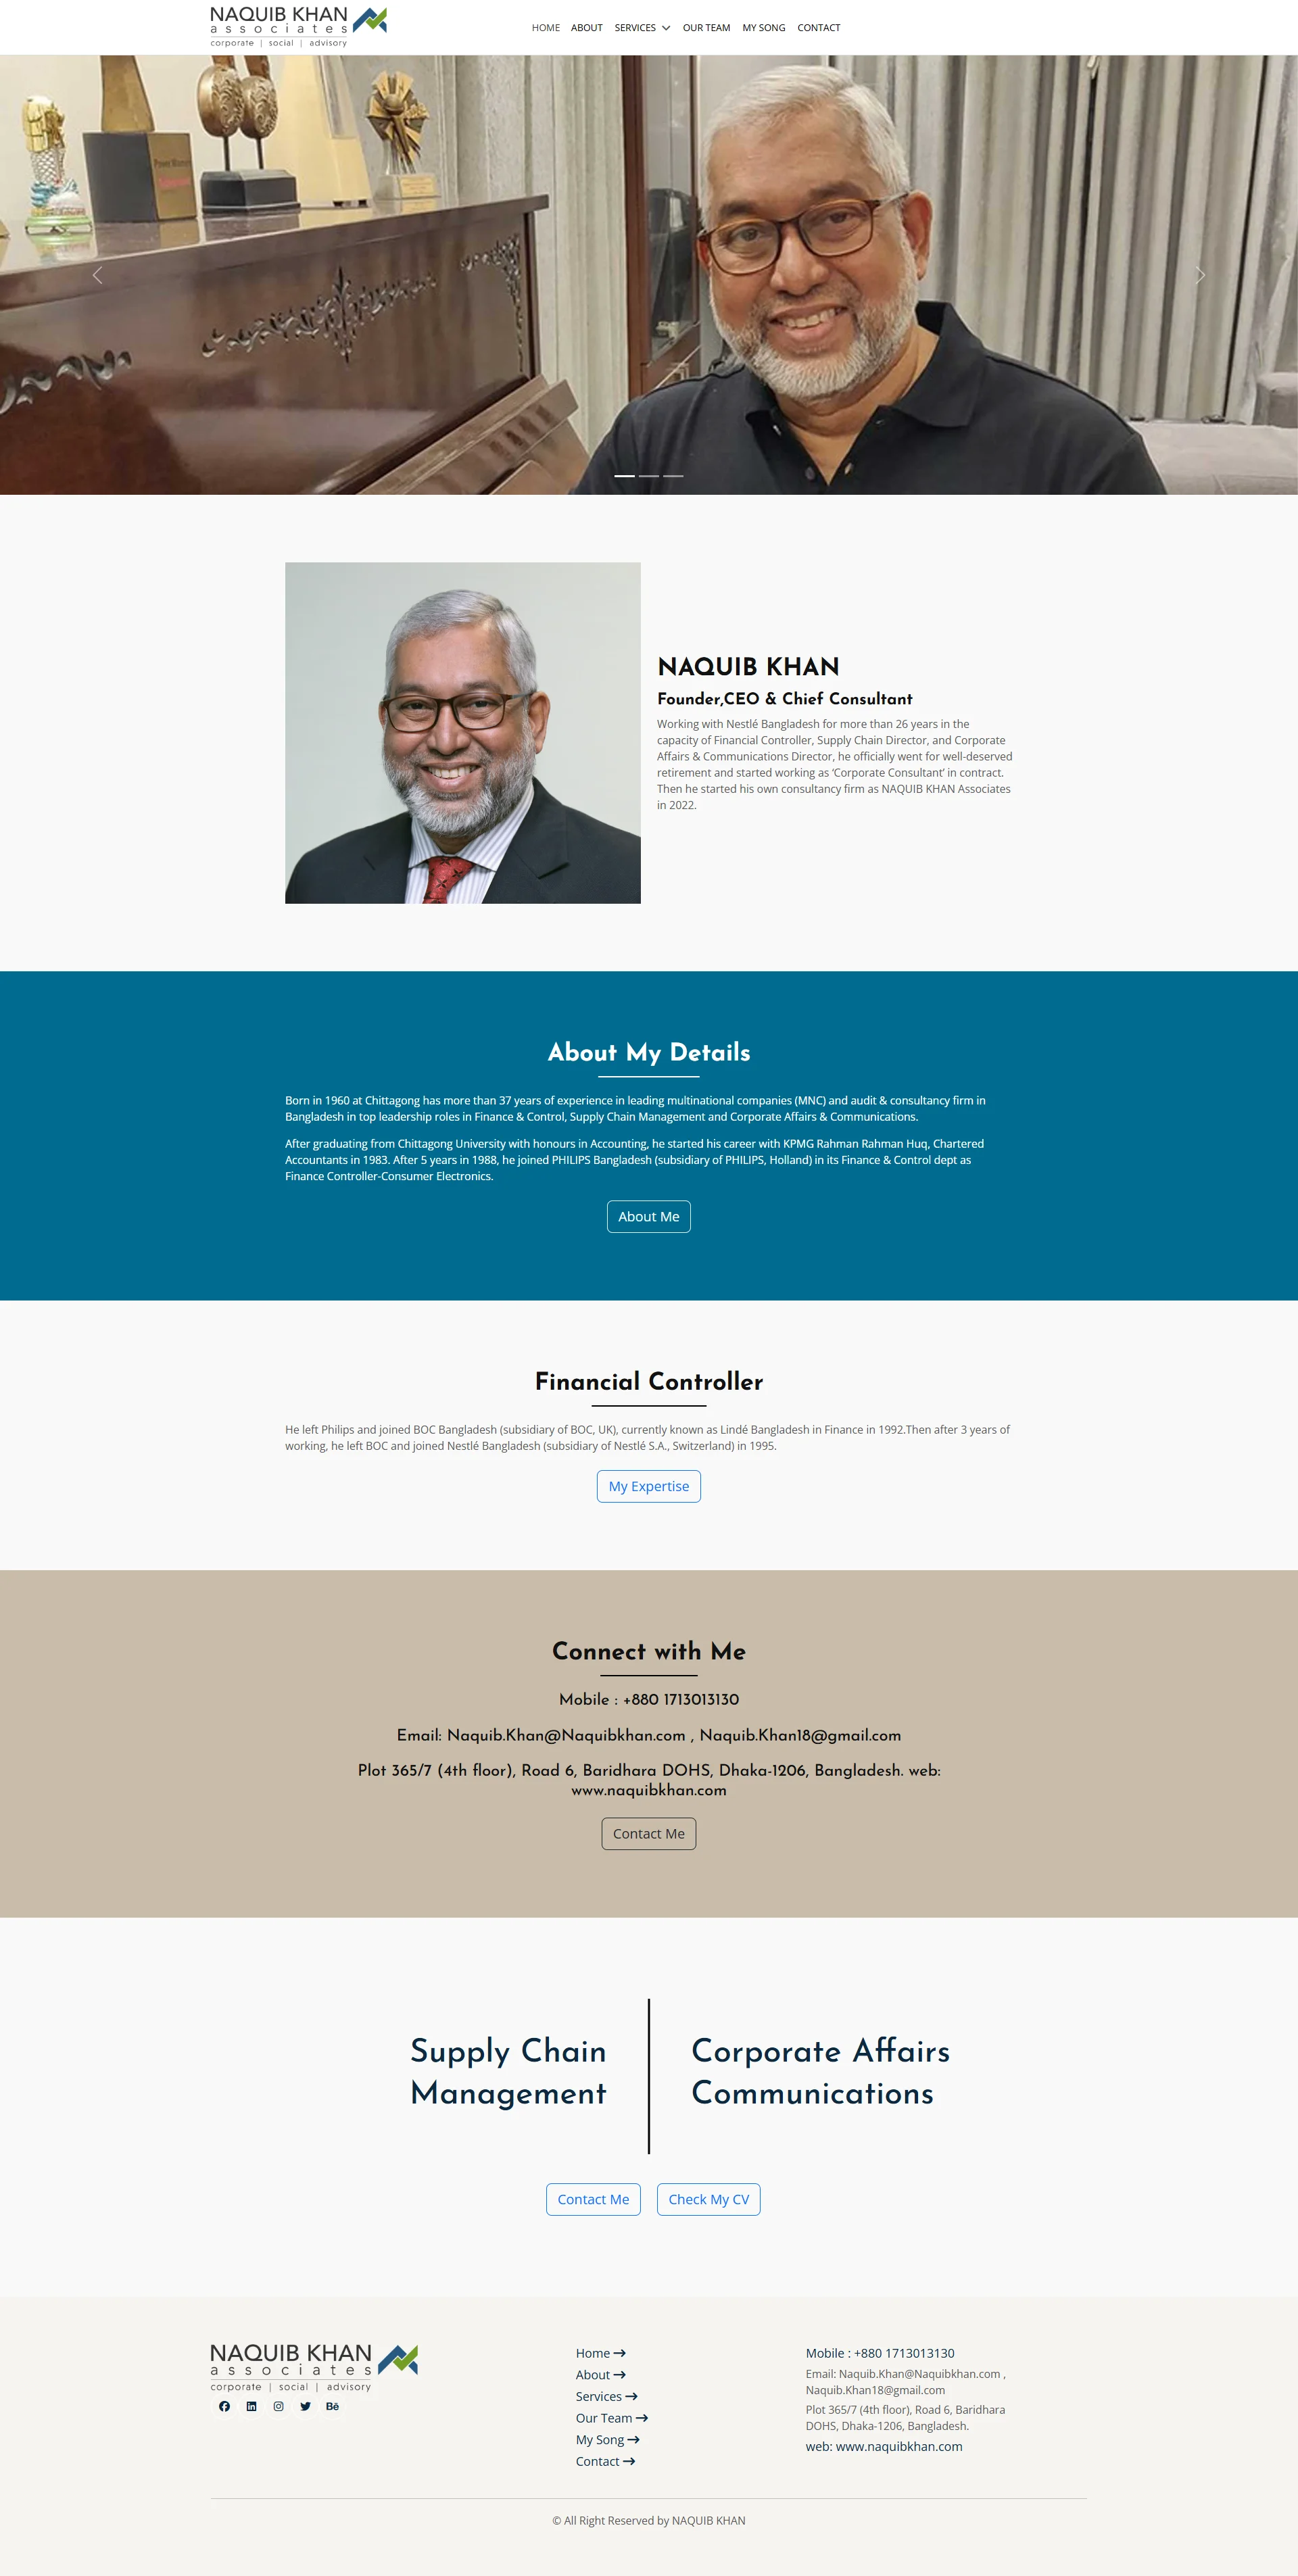 NAQUIB KHAN
associates
corporate | social | advisory
HOME ABOUT SERVICES OUR TEAM MY SONG CONTACT
NAQUIB KHAN
Founder,CEO & Chief Consultant
Working with Nestlé Bangladesh for more than 26 years in the
capacity of Financial Controller, Supply Chain Director, and Corporate
Affairs & Communications Director, he officially went for well-deserved
retirement and started working as ‘Corporate Consultant’ in contract.
Then he started his own consultancy firm as NAQUIB KHAN Associates
in 2022.
About My Details
Born in 1960 at Chittagong has more than 37 years of experience in leading multinational companies (MNC) and audit & consultancy firm in
Bangladesh in top leadership roles in Finance & Control, Supply Chain Management and Corporate Affairs & Communications.
After graduating from Chittagong University with honours in Accounting, he started his career with KPMG Rahman Rahman Huq, Chartered
Accountants in 1983. After 5 years in 1988, he joined PHILIPS Bangladesh (subsidiary of PHILIPS, Holland) in its Finance & Control dept as
Finance Controller-Consumer Electronics.
About Me
Financial Controller
He left Philips and joined BOC Bangladesh (subsidiary of BOC, UK), currently known as Lindé Bangladesh in Finance in 1992.Then after 3 years of
working, he left BOC and joined Nestlé Bangladesh (subsidiary of Nestlé S.A., Switzerland) in 1995.
My Expertise
Connect with Me
Mobile : +880 1713013130
Email: Naquib.Khan@Naquibkhan.com , Naquib.Khan18@gmail.com
Plot 365/7 (4th floor), Road 6, Baridhara DOHS, Dhaka-1206, Bangladesh. web:
www.naquibkhan.com
Contact Me
Supply Chain
Management
Corporate Affairs
Communications
Contact Me
Check My CV
NAQUIB KHAN
associates
corporate | social | advisory
Bē
Home
About
Services
Our Team
My Song
Contact
Mobile : +880 1713013130
Email: Naquib.Khan@Naquibkhan.com ,
Naquib.Khan18@gmail.com
Plot 365/7 (4th floor), Road 6, Baridhara
DOHS, Dhaka-1206, Bangladesh.
web: www.naquibkhan.com
© All Right Reserved by NAQUIB KHAN